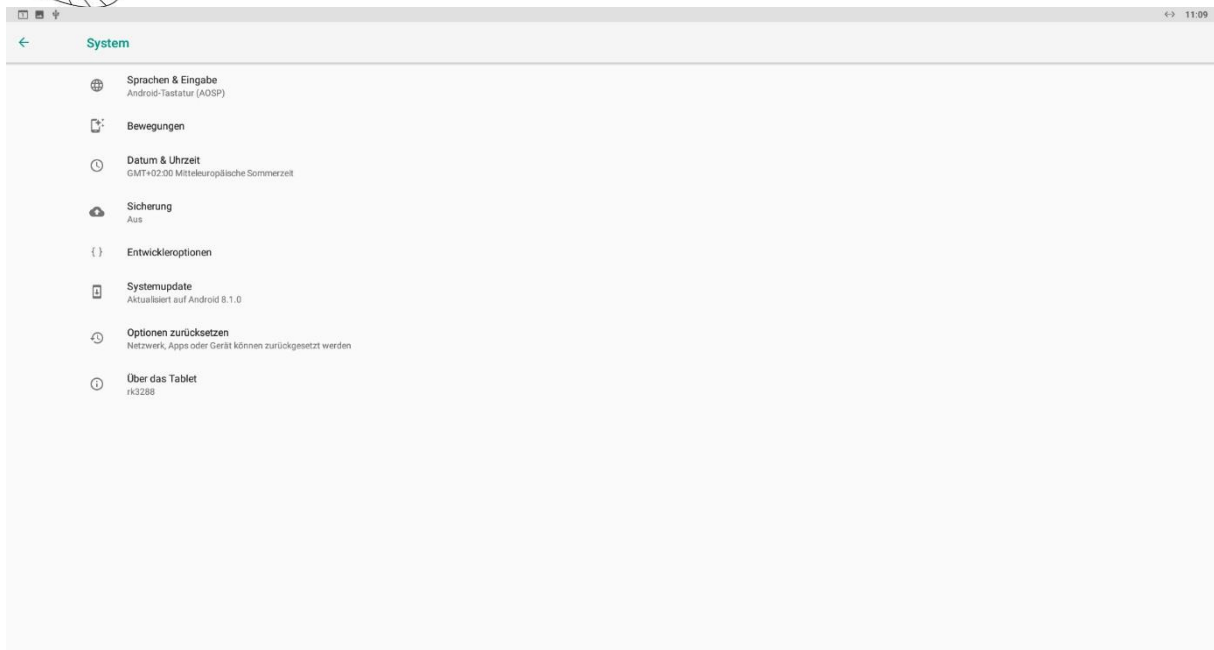 11:09
System
Sprachen & Eingabe
Android-Tastatur (AOSP)
Bewegungen
Datum & Uhrzeit
GMT+02:00 Mitteleuropäische Sommerzeit
Sicherung
Aus
Entwickleroptionen
Systemupdate
Aktualisiert auf Android 8.1.0
Optionen zurücksetzen
Netzwerk, Apps oder Gerät können zurückgesetzt werden
Über das Tablet
rk3288